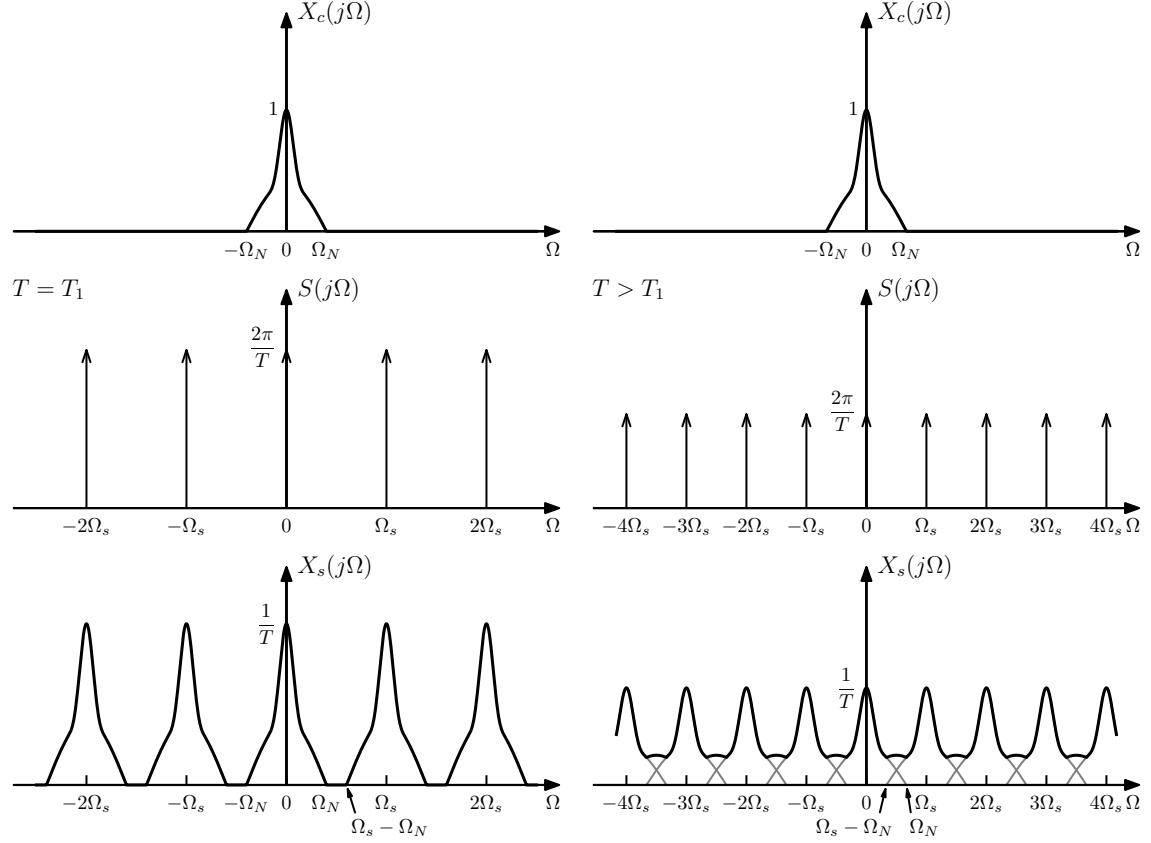 X_c(jΩ)
1
−Ω_N 0 Ω_N Ω
X_c(jΩ)
1
−Ω_N 0 Ω_N Ω
T = T_1
S(jΩ)
2π/T
−2Ω_s −Ω_s 0 Ω_s 2Ω_s Ω
T > T_1
S(jΩ)
2π/T
−4Ω_s −3Ω_s −2Ω_s −Ω_s 0 Ω_s 2Ω_s 3Ω_s 4Ω_s Ω
X_s(jΩ)
1/T
−2Ω_s −Ω_s −Ω_N 0 Ω_N Ω_s 2Ω_s Ω
Ω_s − Ω_N
X_s(jΩ)
1/T
−4Ω_s −3Ω_s −2Ω_s −Ω_s 0 Ω_s 2Ω_s 3Ω_s 4Ω_s Ω
Ω_s − Ω_N Ω_N